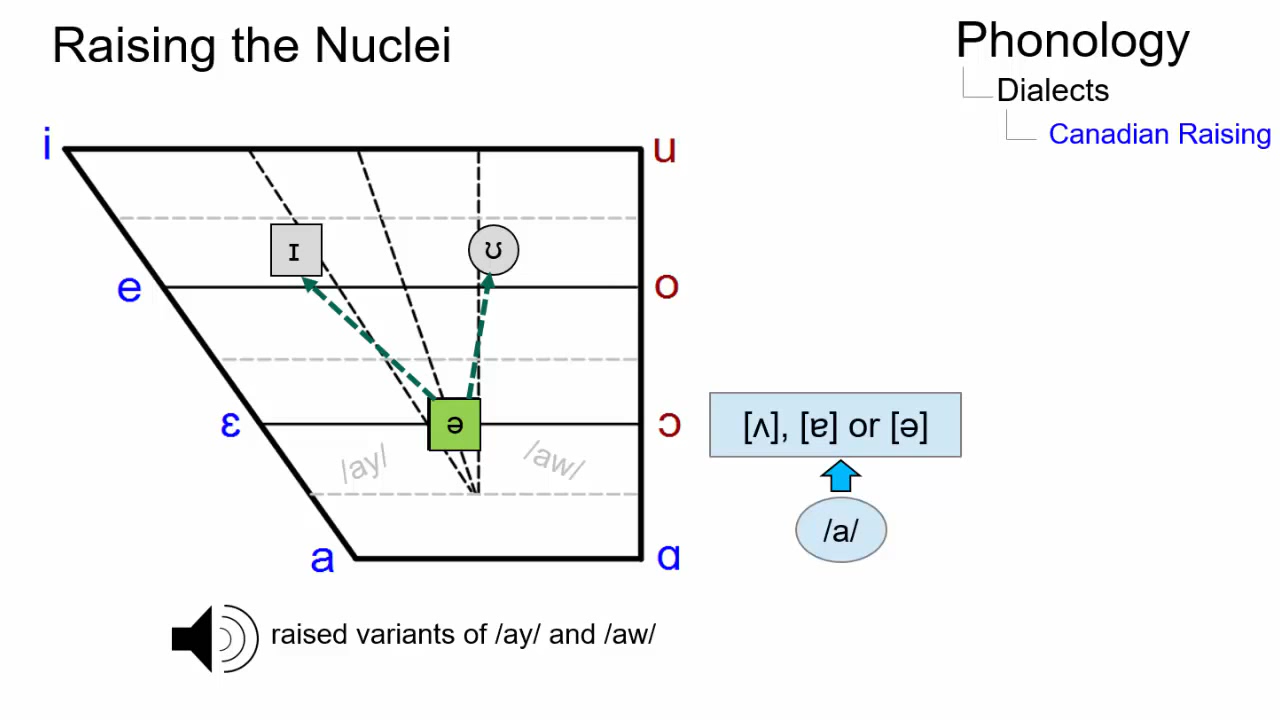 Raising the Nuclei
Phonology
Dialects
Canadian Raising
i
u
ɪ
ʊ
e
o
ɛ
ə
ɔ
[ʌ], [ɐ] or [ə]
/ay/
/aw/
/a/
a
ɑ
raised variants of /ay/ and /aw/